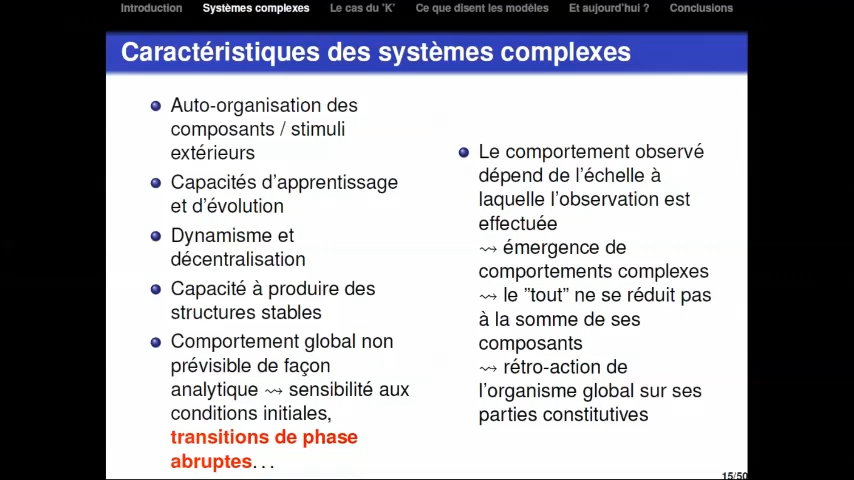 Introduction Systèmes complexes Le cas du 'K' Ce que disent les modèles Et aujourd'hui ? Conclusions
Caractéristiques des systèmes complexes
Auto-organisation des
composants / stimuli
extérieurs
Capacités d'apprentissage
et d'évolution
Dynamisme et
décentralisation
Capacité à produire des
structures stables
Comportement global non
prévisible de façon
analytique ⇝ sensibilité aux
conditions initiales,
transitions de phase
abruptes...
Le comportement observé
dépend de l'échelle à
laquelle l'observation est
effectuée
⇝ émergence de
comportements complexes
⇝ le "tout" ne se réduit pas
à la somme de ses
composants
⇝ rétro-action de
l'organisme global sur ses
parties constitutives
15/50